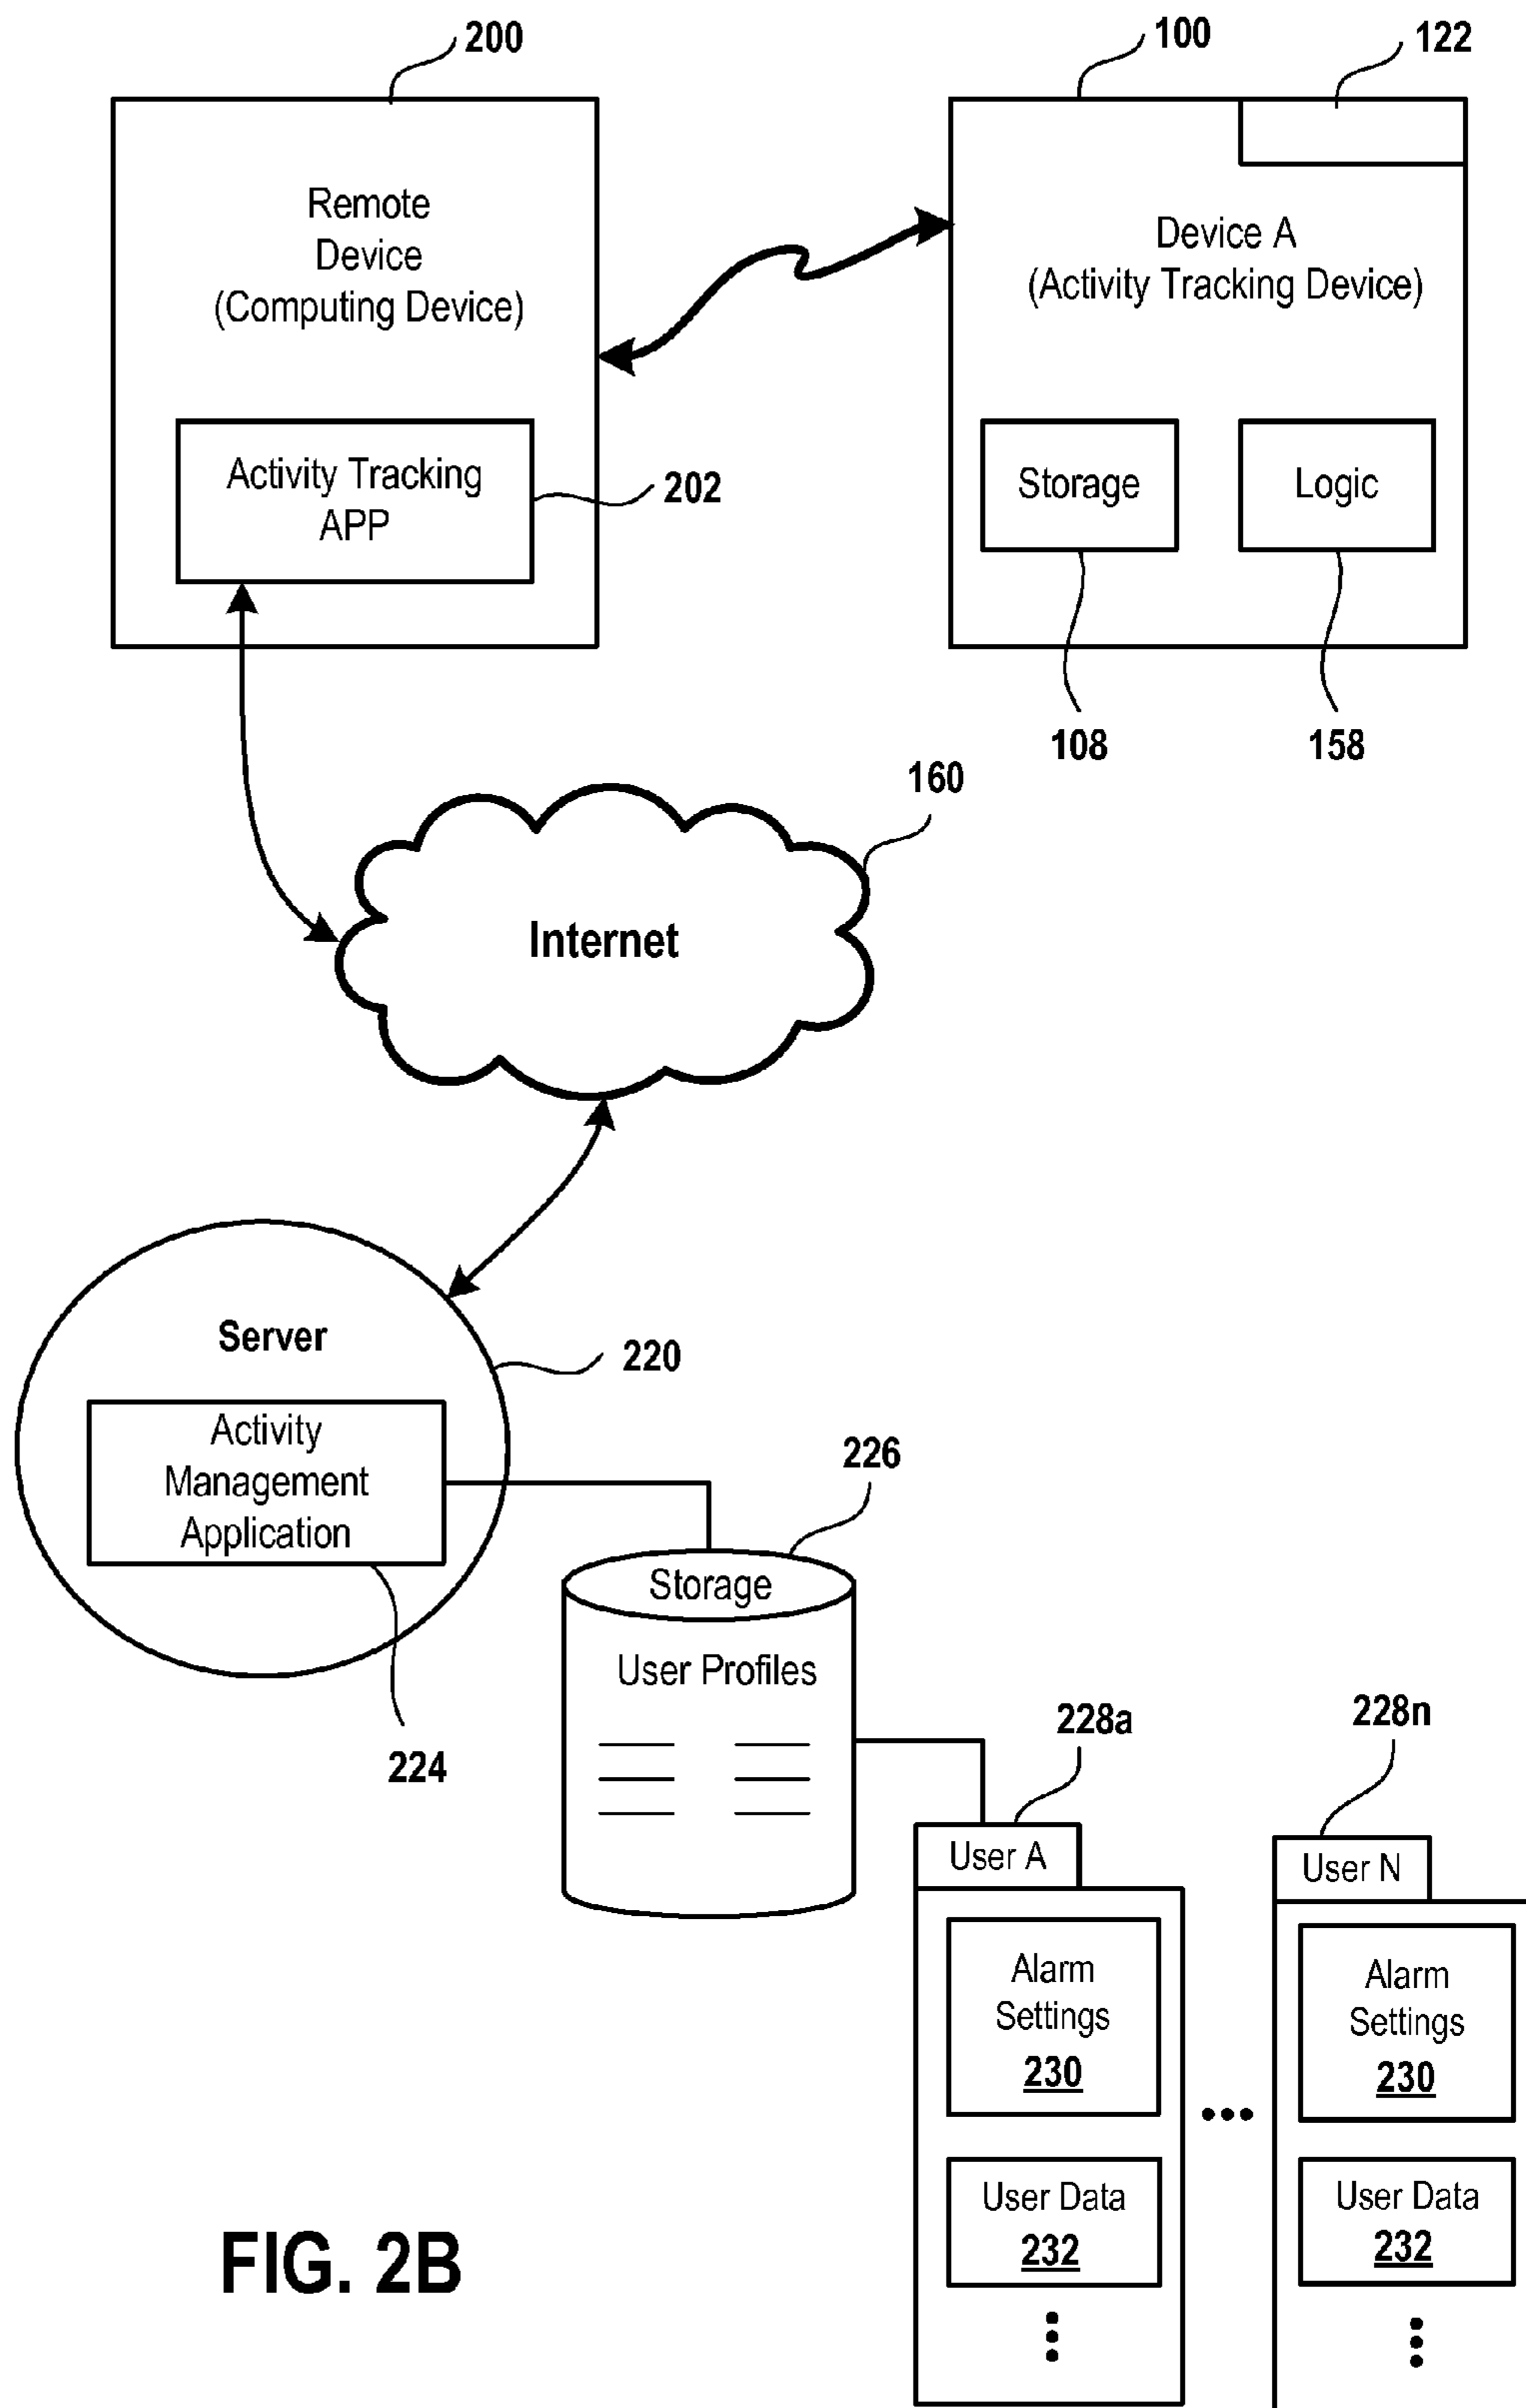 200
100
122
Remote
Device
(Computing Device)
Device A
(Activity Tracking Device)
Activity Tracking
APP
202
Storage
Logic
108
158
160
Internet
Server
220
Activity
Management
Application
224
226
Storage
User Profiles
228a
228n
User A
User N
Alarm
Settings
230
Alarm
Settings
230
User Data
232
User Data
232
FIG. 2B